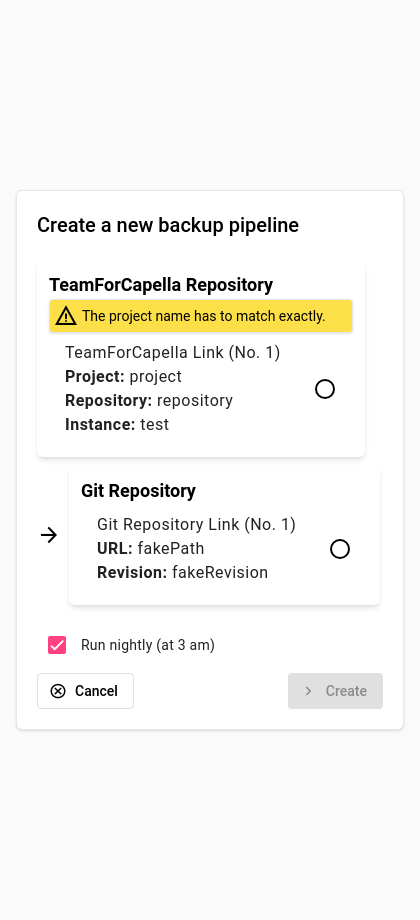 Create a new backup pipeline
TeamForCapella Repository
The project name has to match exactly.
TeamForCapella Link (No. 1)
Project: project
Repository: repository
Instance: test
Git Repository
Git Repository Link (No. 1)
URL: fakePath
Revision: fakeRevision
Run nightly (at 3 am)
Cancel
Create